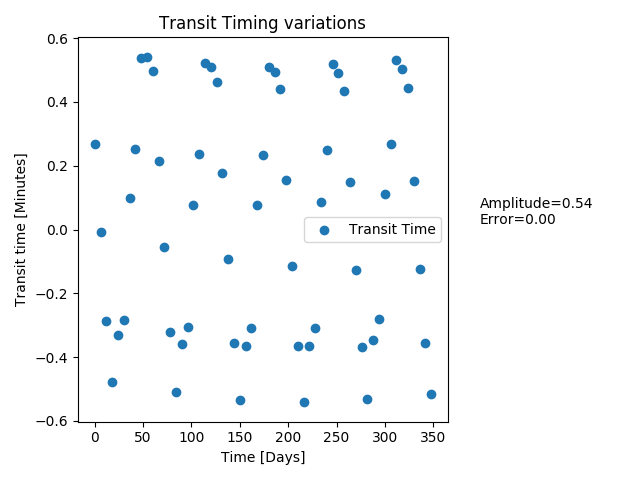 Transit Timing variations
0.6
0.4
0.2
0.0
−0.2
−0.4
−0.6
Transit time [Minutes]
Transit Time
Amplitude=0.54
Error=0.00
0 50 100 150 200 250 300 350
Time [Days]